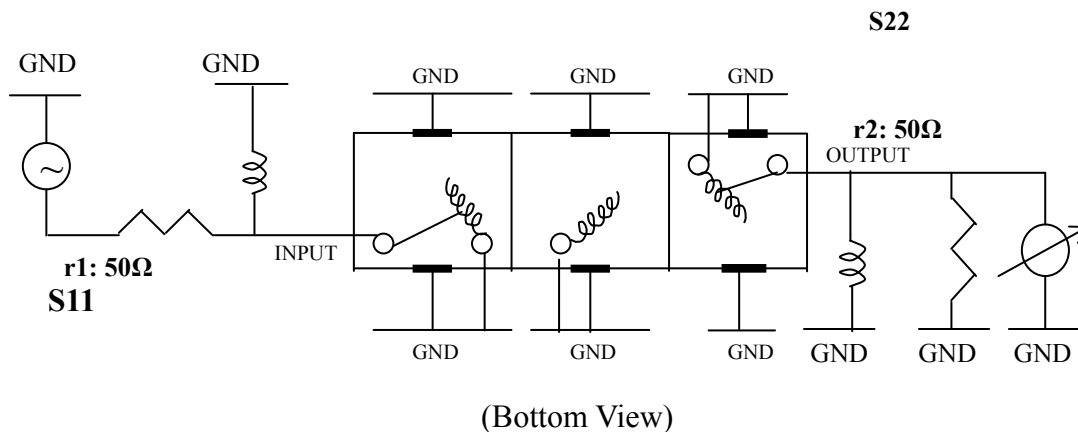 S22
GND
GND
GND
GND
GND
r2: 50Ω
OUTPUT
INPUT
r1: 50Ω
S11
GND
GND
GND
GND
GND
GND
(Bottom View)